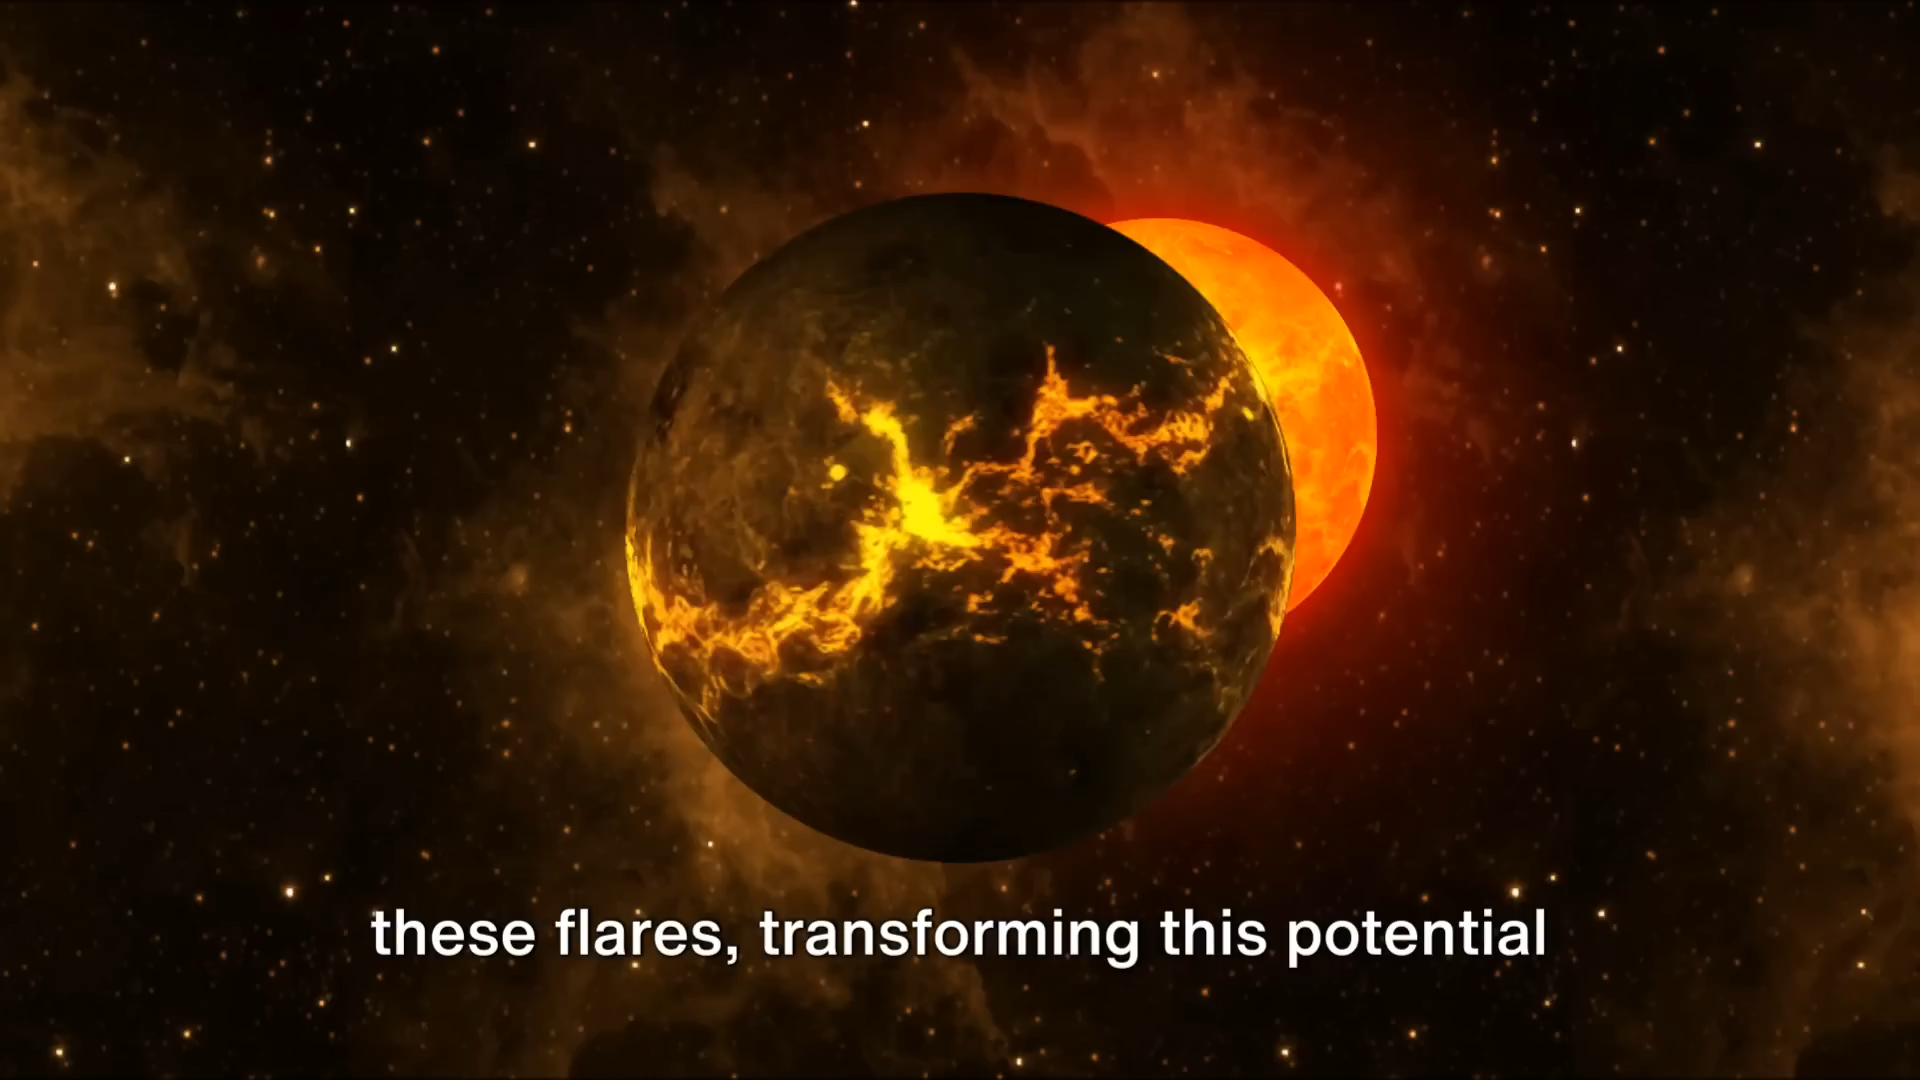 these flares, transforming this potential